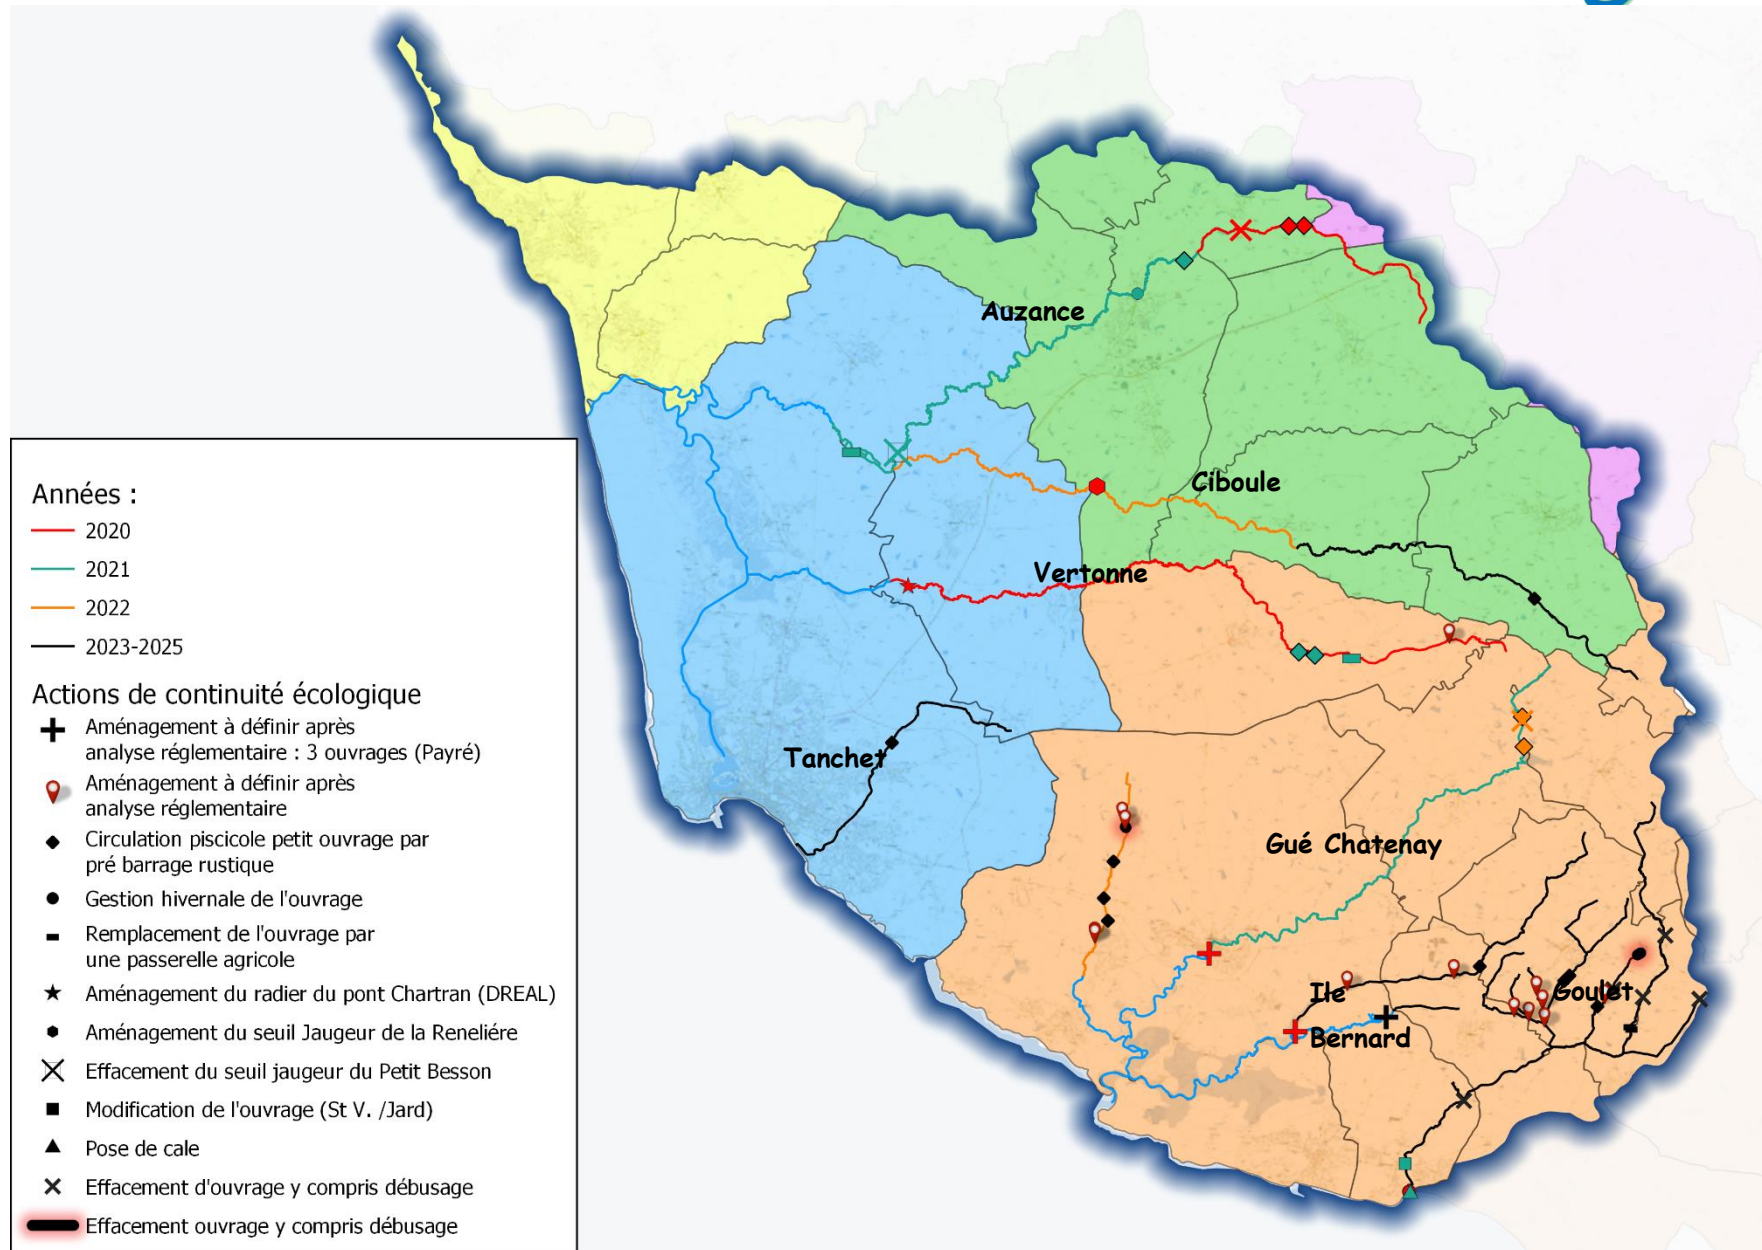 Auzance
Ciboule
Vertonne
Tanchet
Gué Chatenay
Ile
Goulet
Bernard
Années :
2020
2021
2022
2023-2025
Actions de continuité écologique
Aménagement à définir après
analyse réglementaire : 3 ouvrages (Payré)
Aménagement à définir après
analyse réglementaire
Circulation piscicole petit ouvrage par
pré barrage rustique
Gestion hivernale de l'ouvrage
Remplacement de l'ouvrage par
une passerelle agricole
Aménagement du radier du pont Chartran (DREAL)
Aménagement du seuil Jaugeur de la Reneliére
Effacement du seuil jaugeur du Petit Besson
Modification de l'ouvrage (St V. /Jard)
Pose de cale
Effacement d'ouvrage y compris débusage
Effacement ouvrage y compris débusage